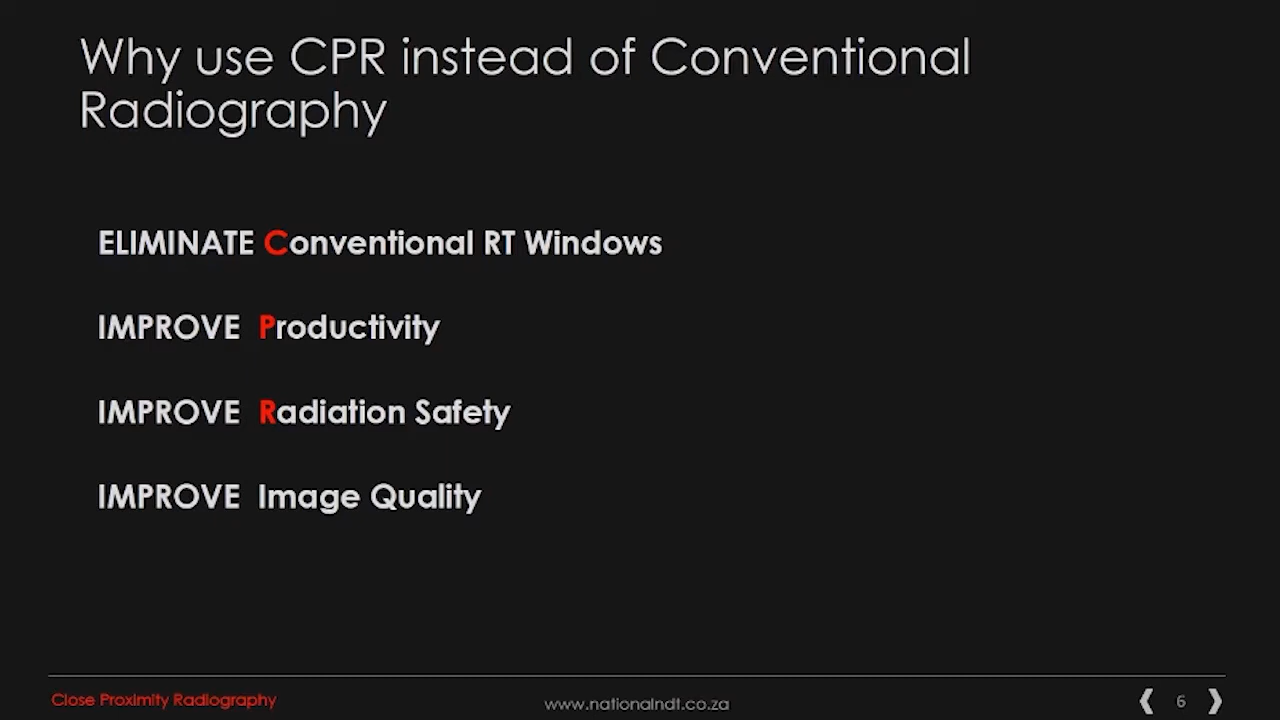 Why use CPR instead of Conventional
Radiography
ELIMINATE Conventional RT Windows
IMPROVE Productivity
IMPROVE Radiation Safety
IMPROVE Image Quality
Close Proximity Radiography
www.nationalndt.co.za
❰ 6 ❱